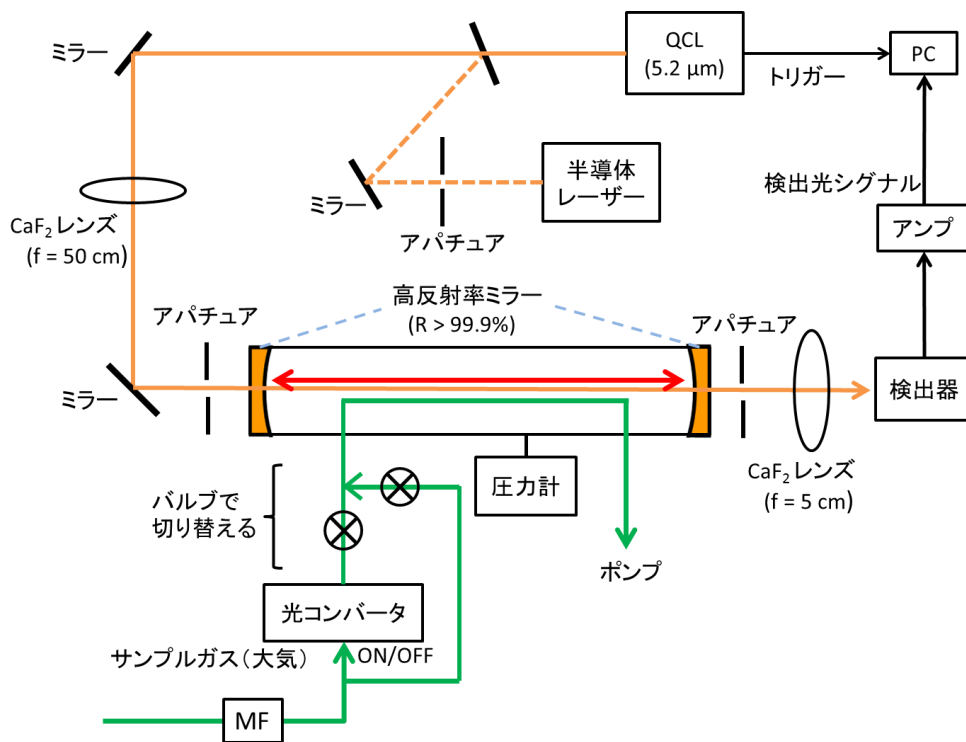 ミラー
QCL
(5.2 µm)
トリガー
PC
ミラー
アパチュア
半導体
レーザー
検出光シグナル
アンプ
CaF₂ レンズ
(f = 50 cm)
アパチュア
高反射率ミラー
(R > 99.9%)
アパチュア
ミラー
検出器
CaF₂ レンズ
(f = 5 cm)
圧力計
バルブで
切り替える
ポンプ
光コンバータ
サンプルガス(大気)
ON/OFF
MF